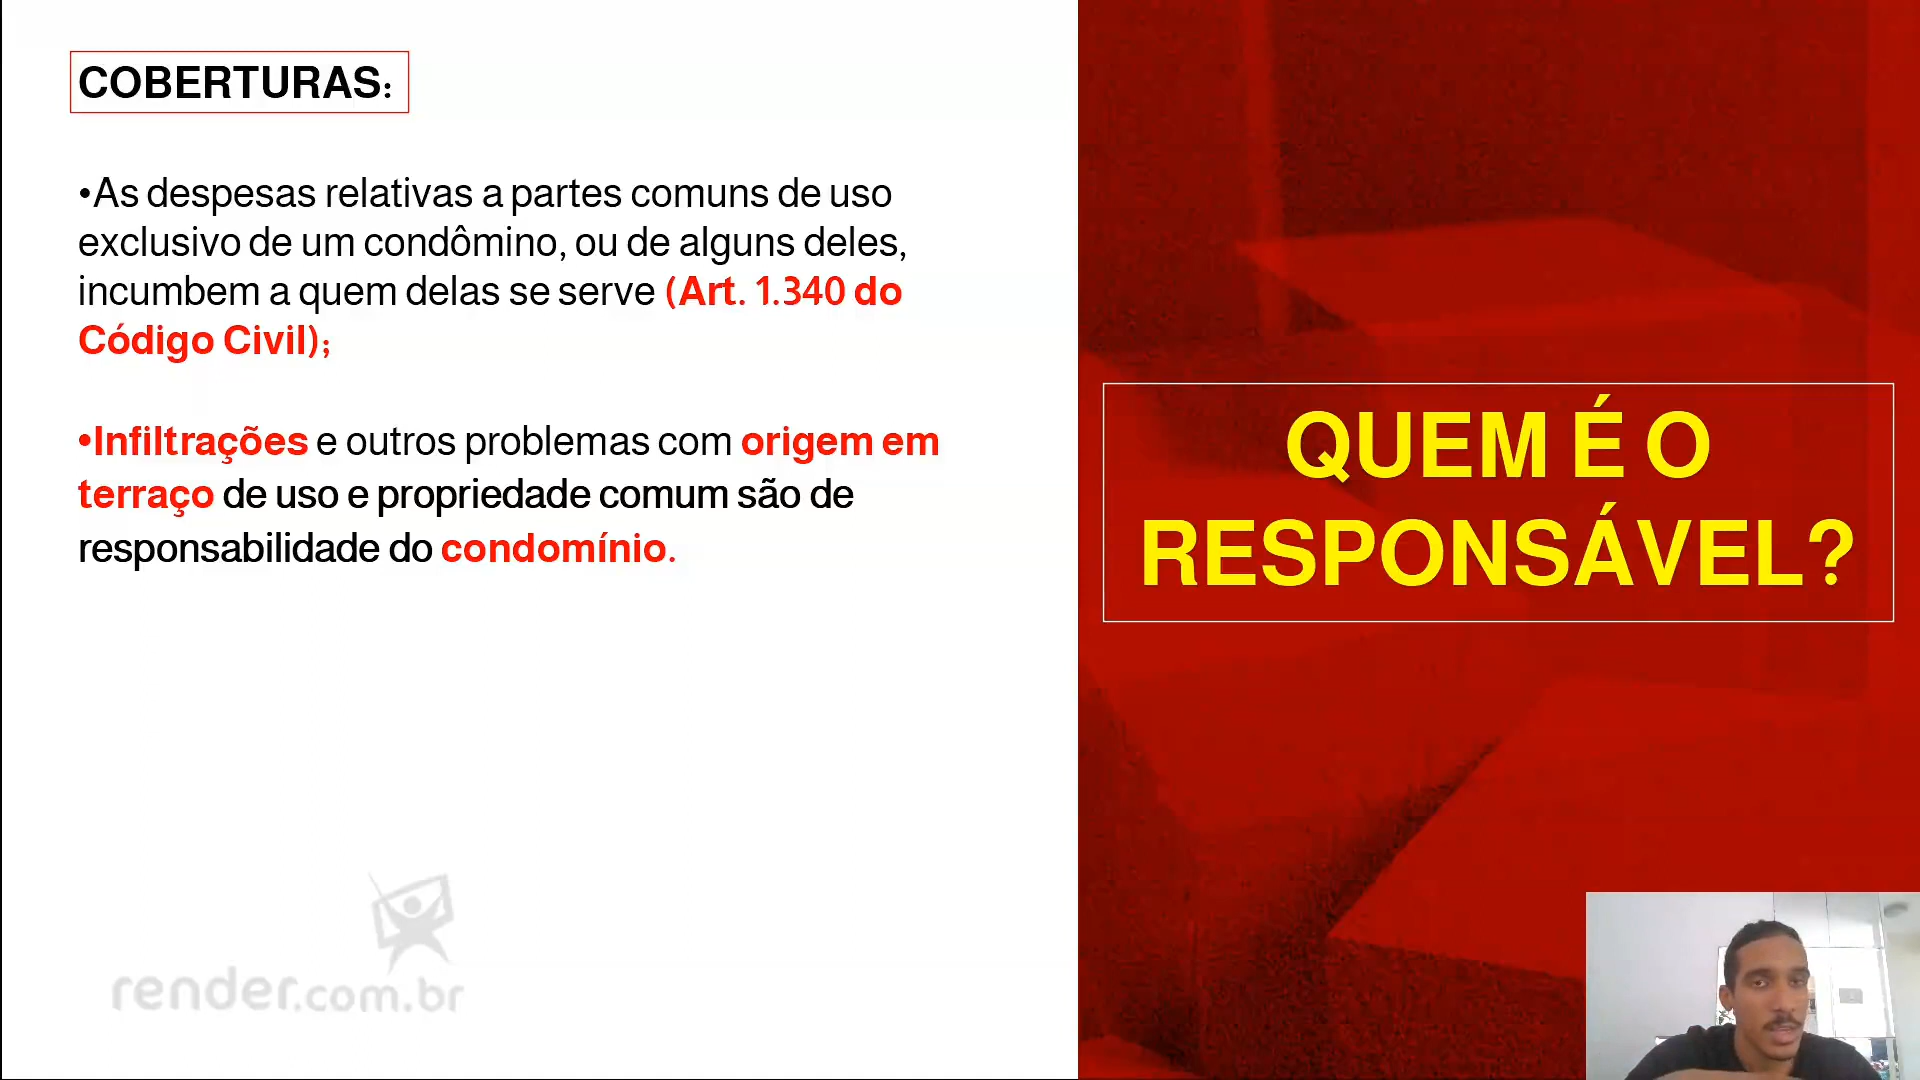 COBERTURAS:
•As despesas relativas a partes comuns de uso
exclusivo de um condômino, ou de alguns deles,
incumbem a quem delas se serve (Art. 1.340 do
Código Civil);
•Infiltrações e outros problemas com origem em
terraço de uso e propriedade comum são de
responsabilidade do condomínio.
render.com.br
QUEM É O
RESPONSÁVEL?